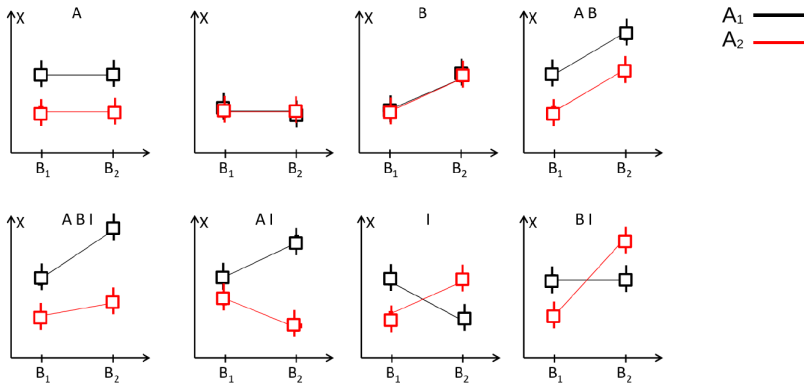 A B A B A₁
X X X X A₂
B₁ B₂ B₁ B₂ B₁ B₂ B₁ B₂
A B I A I I B I
X X X X
B₁ B₂ B₁ B₂ B₁ B₂ B₁ B₂